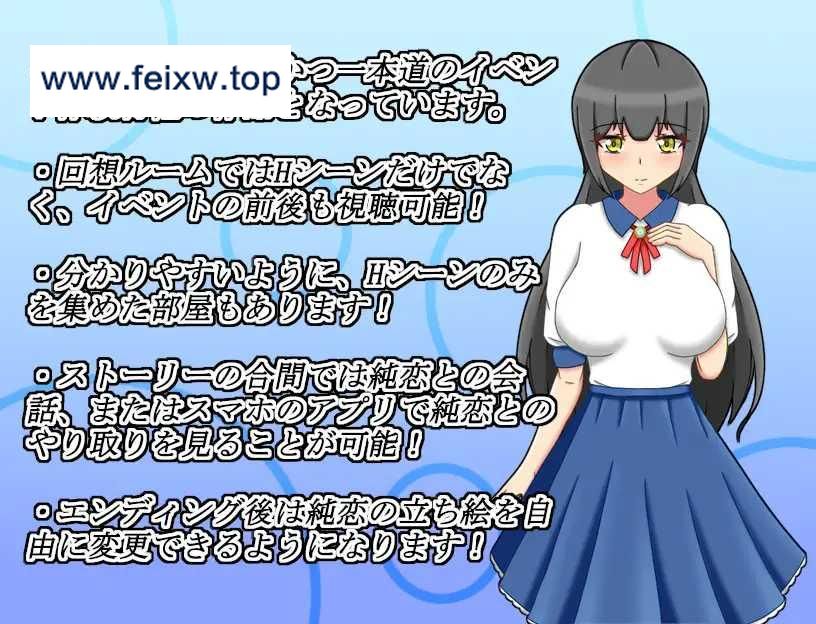 www.feixw.top
かつ一本道のイベン
となっています。
・回想ルームではHシーンだけでな
く、イベントの前後も視聴可能！
・分かりやすいように、Hシーンのみ
を集めた部屋もあります！
・ストーリーの合間では純恋との会
話、またはスマホのアプリで純恋との
やり取りを見ることが可能！
・エンディング後は純恋の立ち絵を自
由に変更できるようになります！